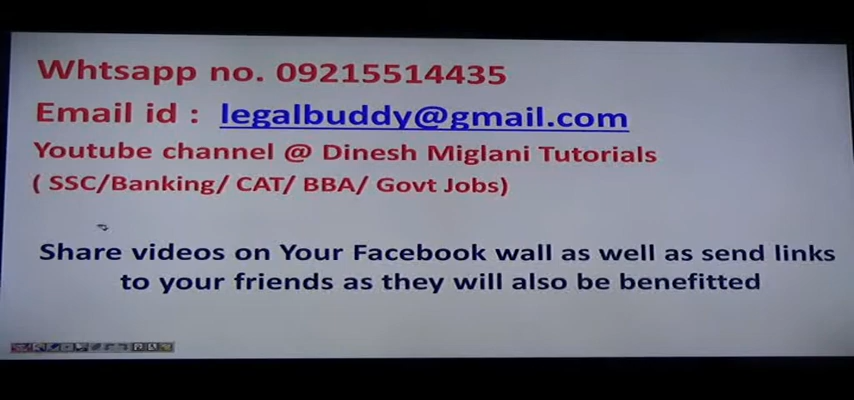 Whtsapp no. 09215514435
Email id : legalbuddy@gmail.com
Youtube channel @ Dinesh Miglani Tutorials
( SSC/Banking/ CAT/ BBA/ Govt Jobs)
Share videos on Your Facebook wall as well as send links
to your friends as they will also be benefitted